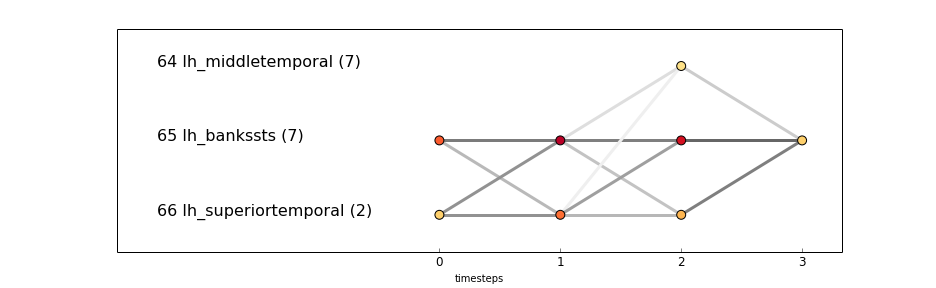 64 lh_middletemporal (7)
65 lh_bankssts (7)
66 lh_superiortemporal (2)
0 1 2 3
timesteps